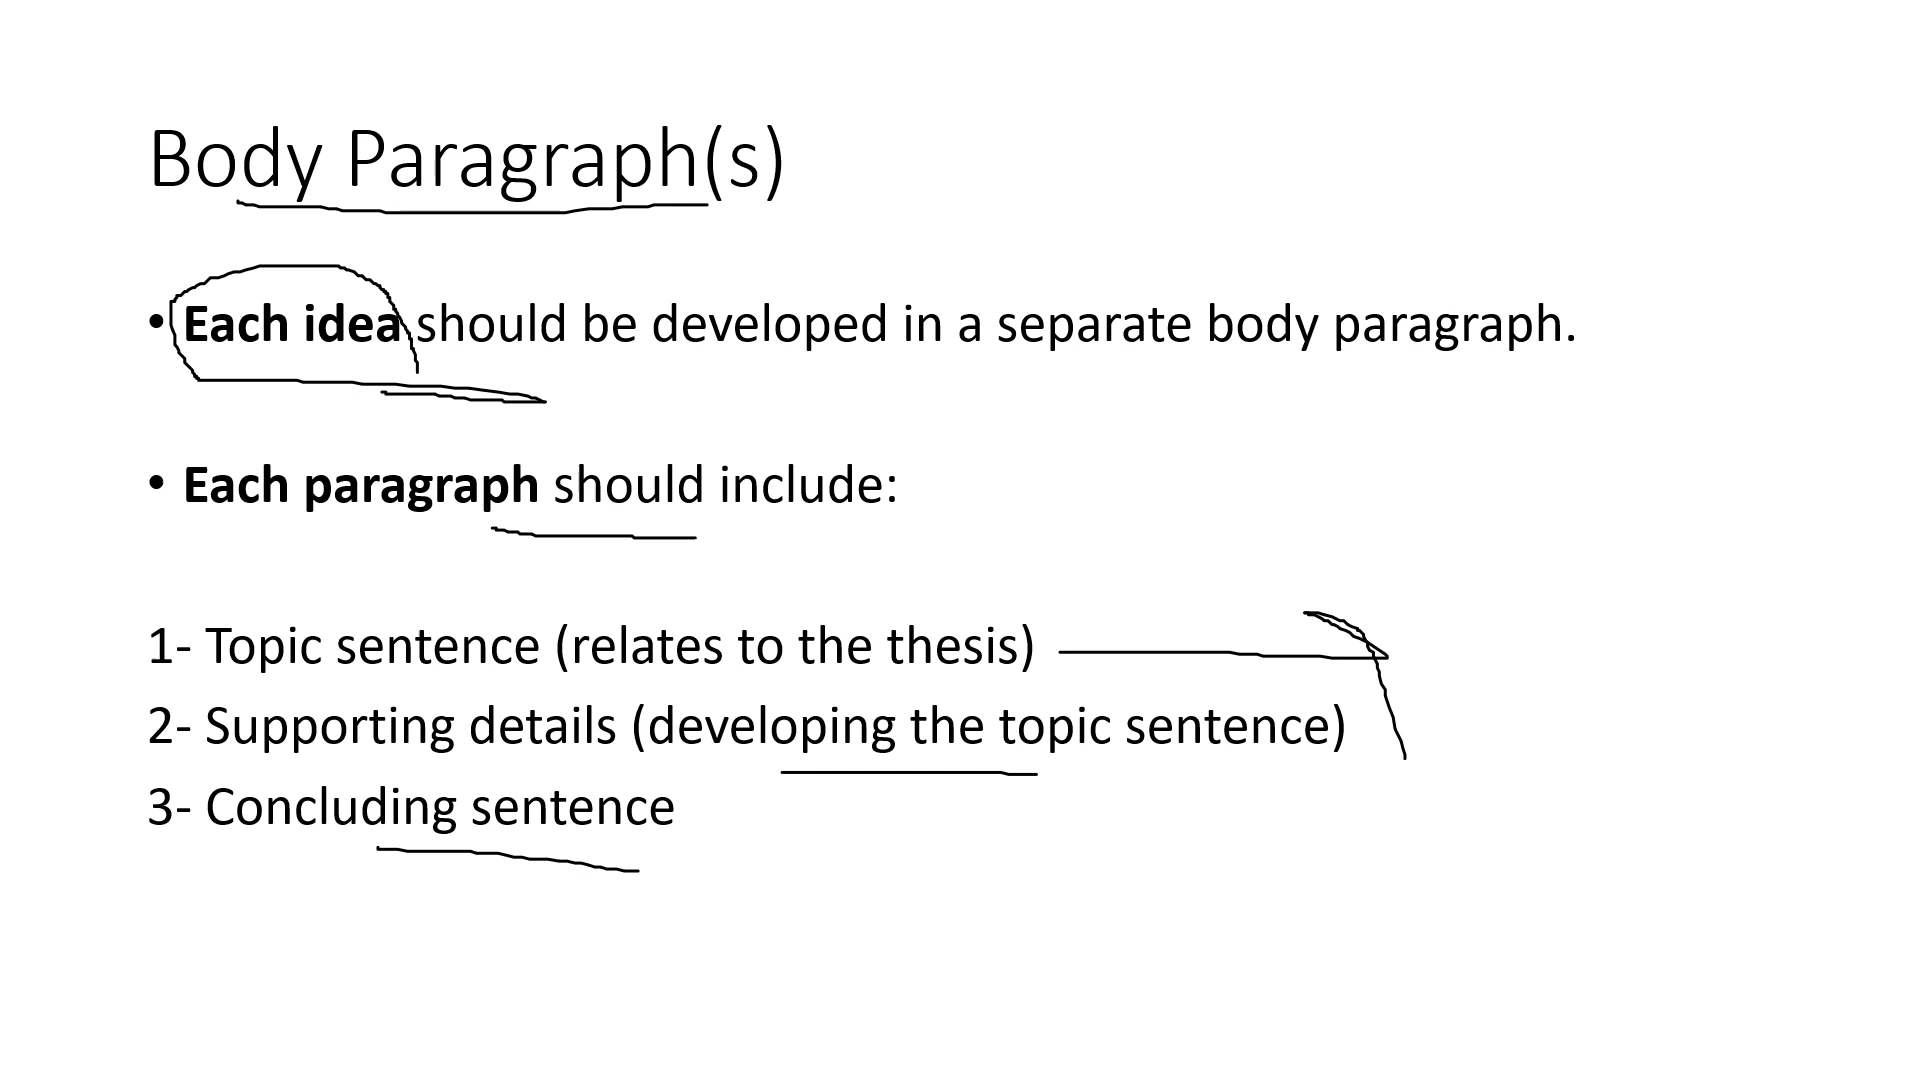 Body Paragraph(s)
• Each idea should be developed in a separate body paragraph.
• Each paragraph should include:
1- Topic sentence (relates to the thesis)
2- Supporting details (developing the topic sentence)
3- Concluding sentence